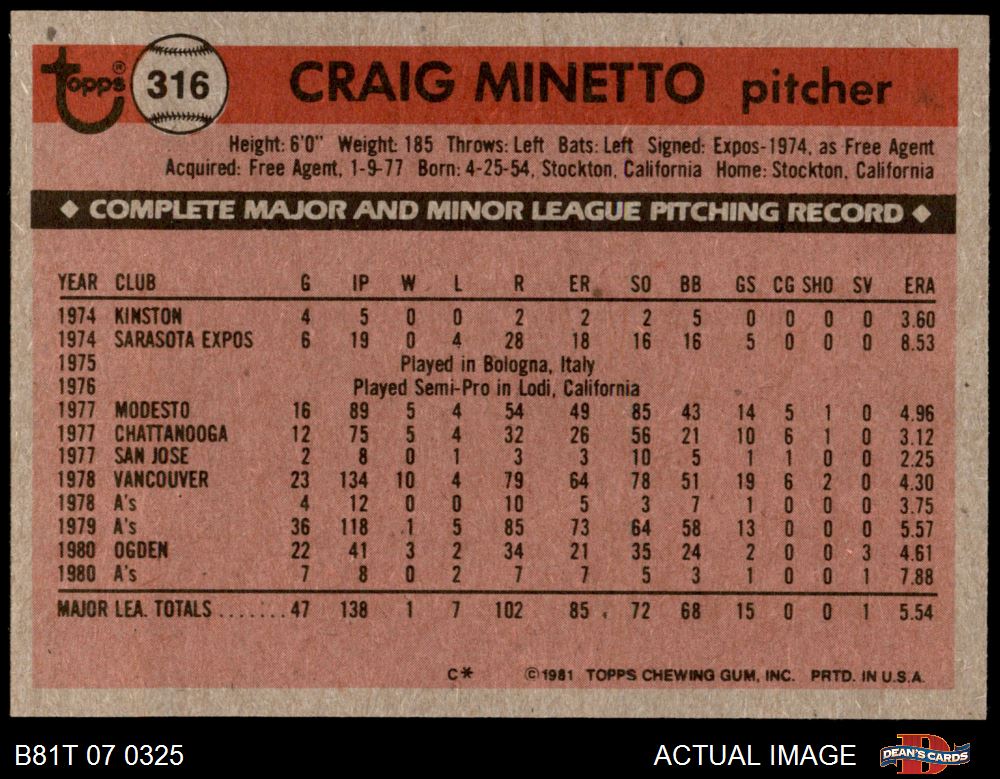 Topps® 316 CRAIG MINETTO pitcher
Height: 6'0" Weight: 185 Throws: Left Bats: Left Signed: Expos-1974, as Free Agent
Acquired: Free Agent, 1-9-77 Born: 4-25-54, Stockton, California Home: Stockton, California
◆ COMPLETE MAJOR AND MINOR LEAGUE PITCHING RECORD ◆
YEAR CLUB G IP W L R ER SO BB GS CG SHO SV ERA
1974 KINSTON 4 5 0 0 2 2 2 5 0 0 0 0 3.60
1974 SARASOTA EXPOS 6 19 0 4 28 18 16 16 5 0 0 0 8.53
1975 Played in Bologna, Italy
1976 Played Semi-Pro in Lodi, California
1977 MODESTO 16 89 5 4 54 49 85 43 14 5 1 0 4.96
1977 CHATTANOOGA 12 75 5 4 32 26 56 21 10 6 1 0 3.12
1977 SAN JOSE 2 8 0 1 3 3 10 5 1 1 0 0 2.25
1978 VANCOUVER 23 134 10 4 79 64 78 51 19 6 2 0 4.30
1978 A's 4 12 0 0 10 5 3 7 1 0 0 0 3.75
1979 A's 36 118 1 5 85 73 64 58 13 0 0 0 5.57
1980 OGDEN 22 41 3 2 34 21 35 24 2 0 0 3 4.61
1980 A's 7 8 0 2 7 7 5 3 1 0 0 1 7.88
MAJOR LEA. TOTALS ....... 47 138 1 7 102 85 72 68 15 0 0 1 5.54
C* ©1981 TOPPS CHEWING GUM, INC. PRTD. IN U.S.A.
B81T 07 0325 ACTUAL IMAGE DEAN'S CARDS